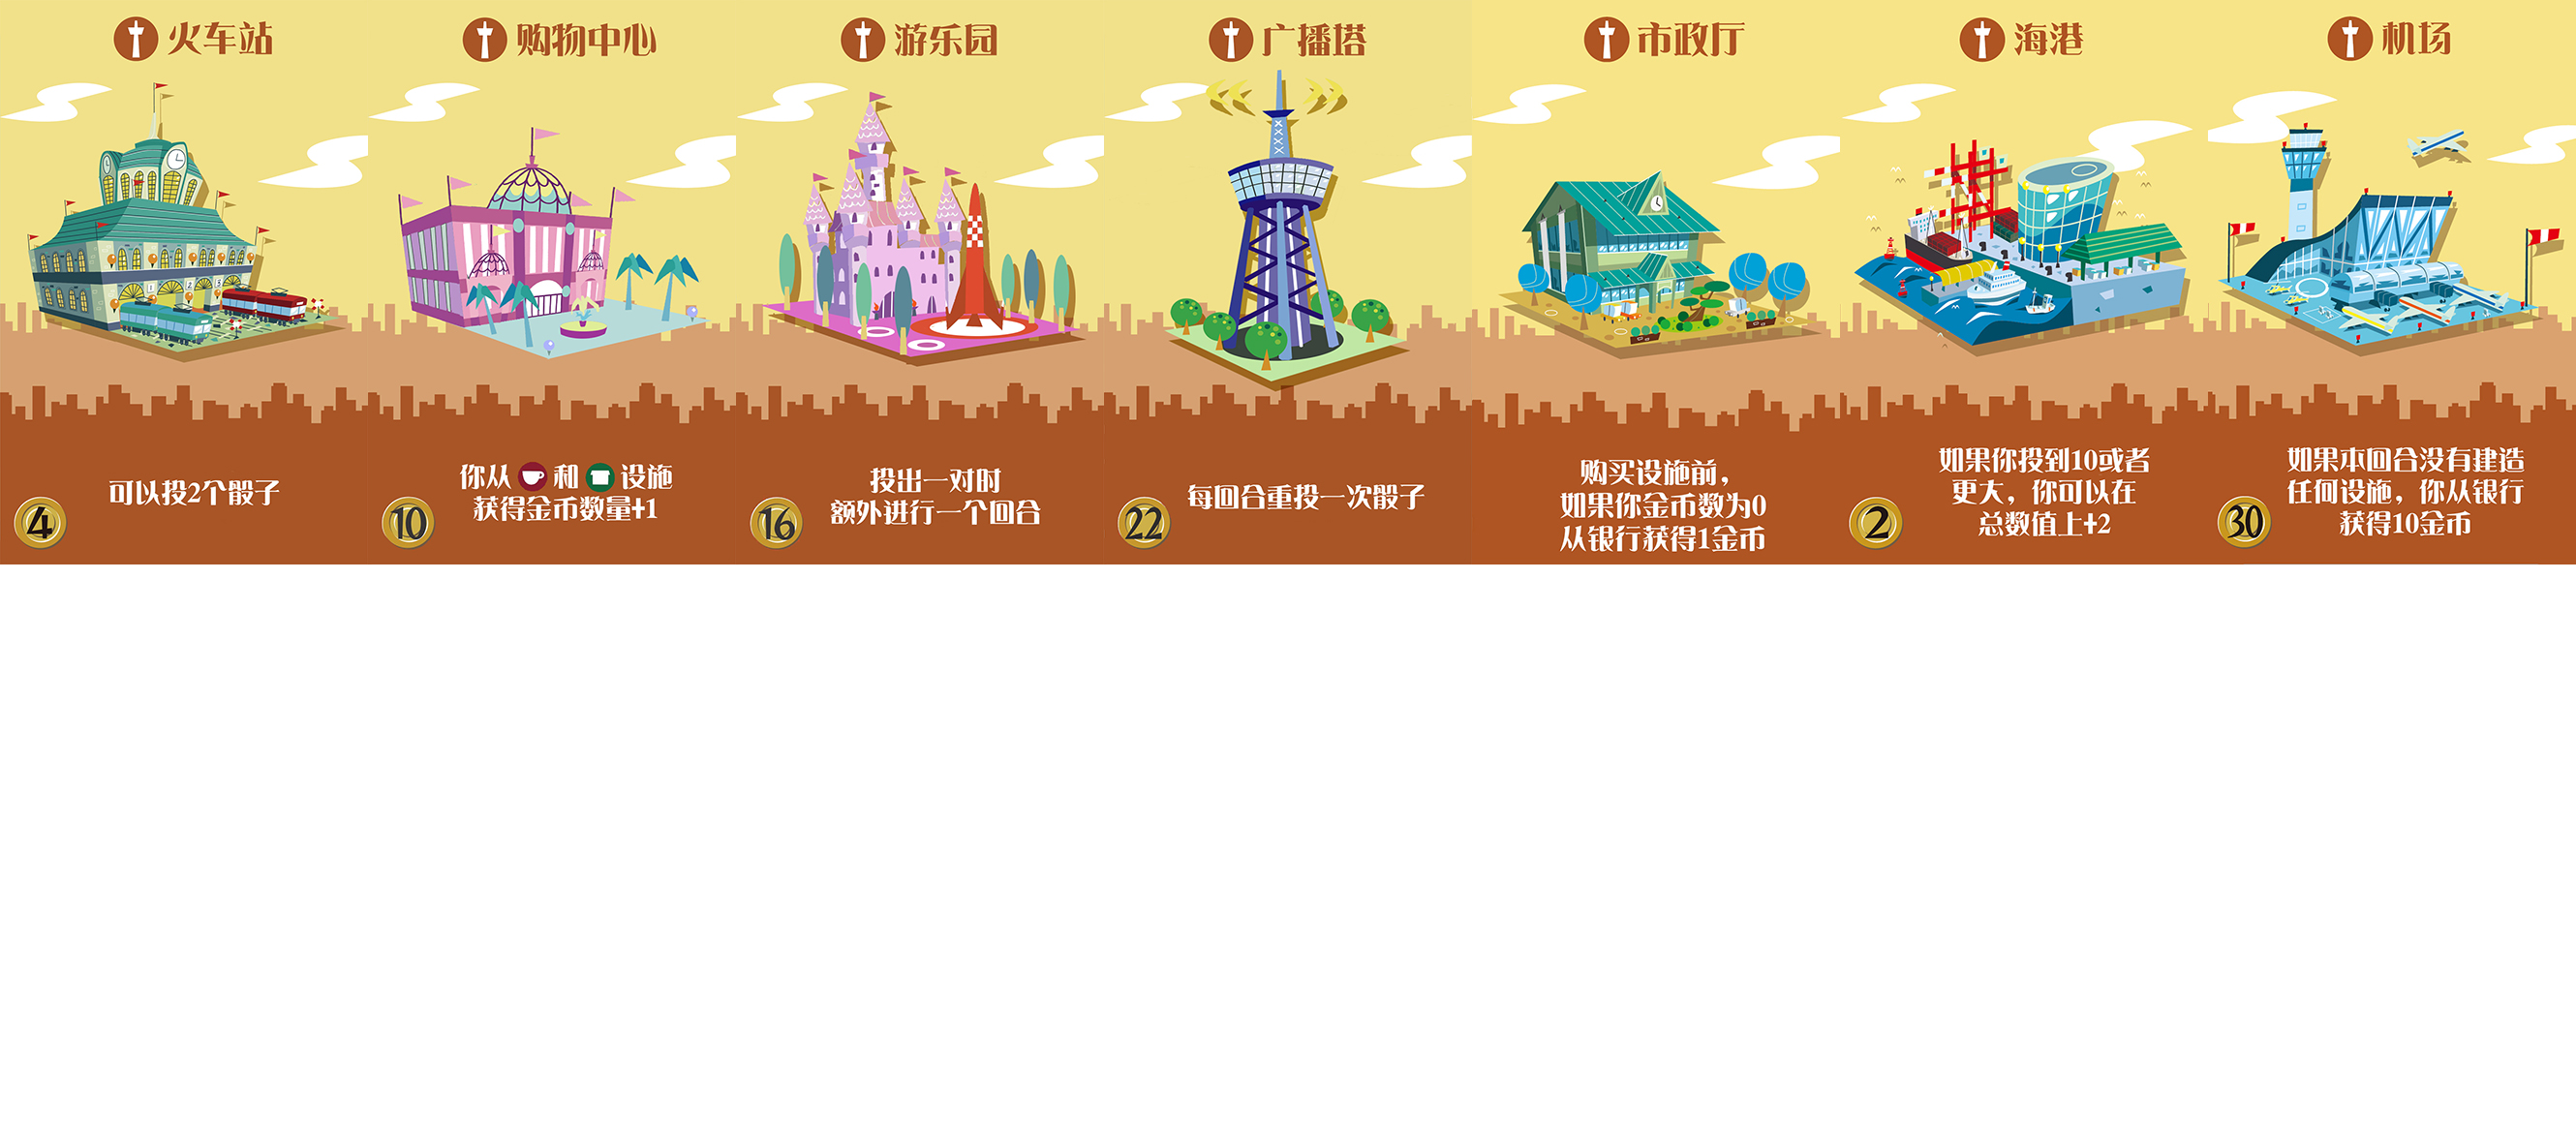 火车站
可以投2个骰子
4
购物中心
你从 和 设施
获得金币数量+1
10
游乐园
投出一对时
额外进行一个回合
16
广播塔
每回合重投一次骰子
22
市政厅
购买设施前，
如果你金币数为0
从银行获得1金币
海港
如果你投到10或者
更大，你可以在
总数值上+2
2
机场
如果本回合没有建造
任何设施，你从银行
获得10金币
30